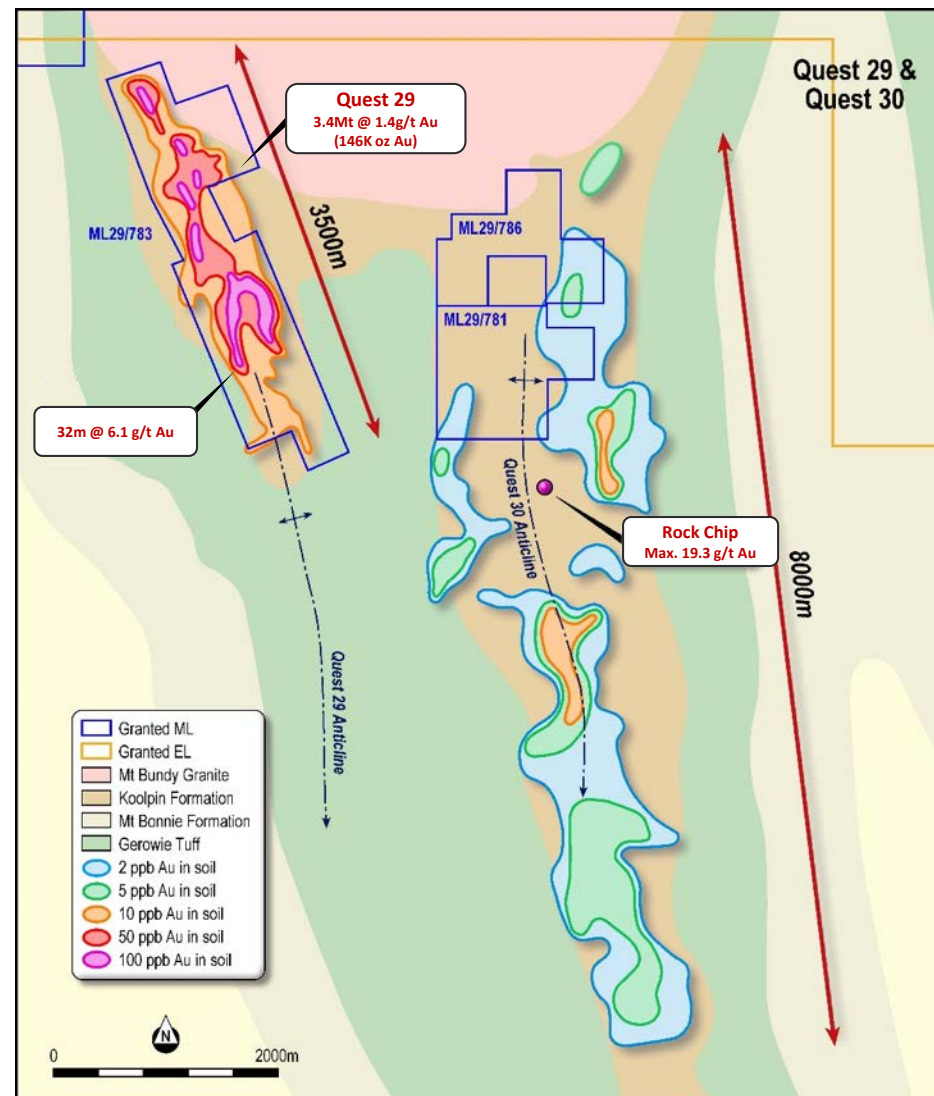 Quest 29 &
Quest 30
Quest 29
3.4Mt @ 1.4g/t Au
(146K oz Au)
3500m
ML29/783
ML29/786
ML29/781
32m @ 6.1 g/t Au
Quest 30 Anticline
Rock Chip
Max. 19.3 g/t Au
8000m
Quest 29 Anticline
Granted ML
Granted EL
Mt Bundy Granite
Koolpin Formation
Mt Bonnie Formation
Gerowie Tuff
2 ppb Au in soil
5 ppb Au in soil
10 ppb Au in soil
50 ppb Au in soil
100 ppb Au in soil
N
0 2000m